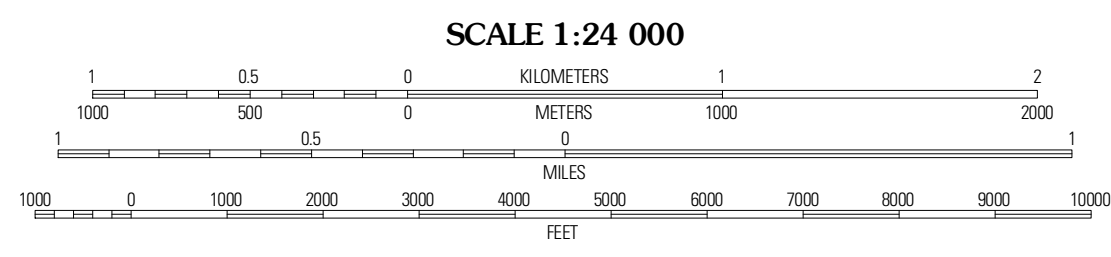 SCALE 1:24 000
1 0.5 0 KILOMETERS 1 2
1000 500 0 METERS 1000 2000
1 0.5 0 1
MILES
1000 0 1000 2000 3000 4000 5000 6000 7000 8000 9000 10000
FEET